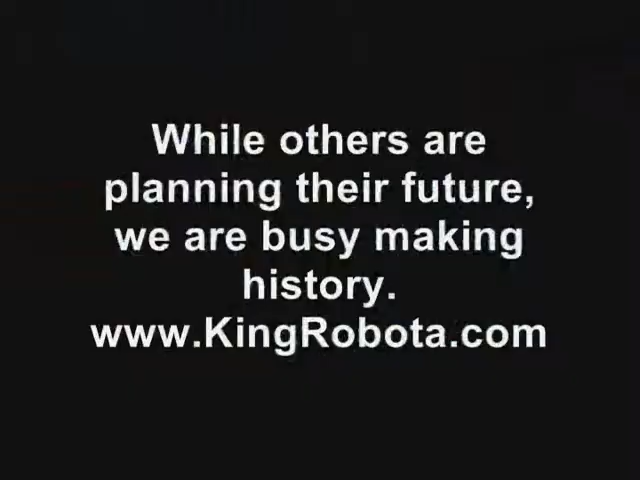 While others are
planning their future,
we are busy making
history.
www.KingRobota.com